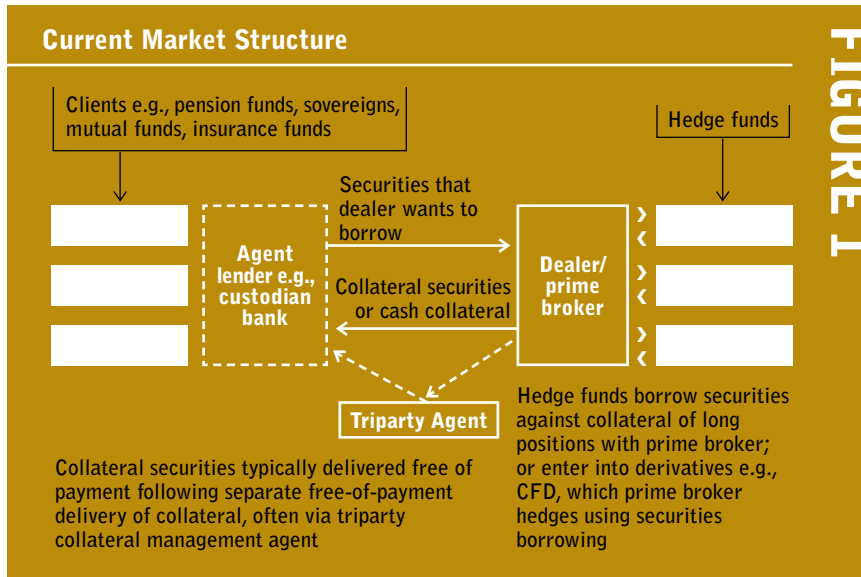 Current Market Structure
FIGURE 1
Clients e.g., pension funds, sovereigns,
mutual funds, insurance funds
Hedge funds
Securities that
dealer wants to
borrow
Agent
lender e.g.,
custodian
bank
Dealer/
prime
broker
Collateral securities
or cash collateral
Triparty Agent
Collateral securities typically delivered free of
payment following separate free-of-payment
delivery of collateral, often via triparty
collateral management agent
Hedge funds borrow securities
against collateral of long
positions with prime broker;
or enter into derivatives e.g.,
CFD, which prime broker
hedges using securities
borrowing